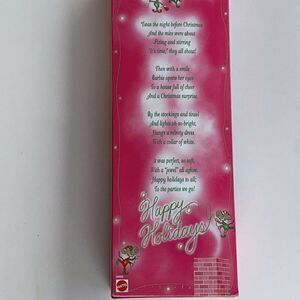 'Twas the night before Christmas
And the mice were about
Fixing and stirring
"It's time," they all shout!
Then with a smile
Barbie opens her eyes
To a house full of cheer
And a Christmas surprise.
By the stockings and tinsel
And lights oh-so-bright,
Hangs a velvety dress
With a collar of white.
It was perfect, so soft,
With a "jewel" all aglow.
Happy holidays to all;
To the parties we go!
Happy
Holidays!
MATTEL